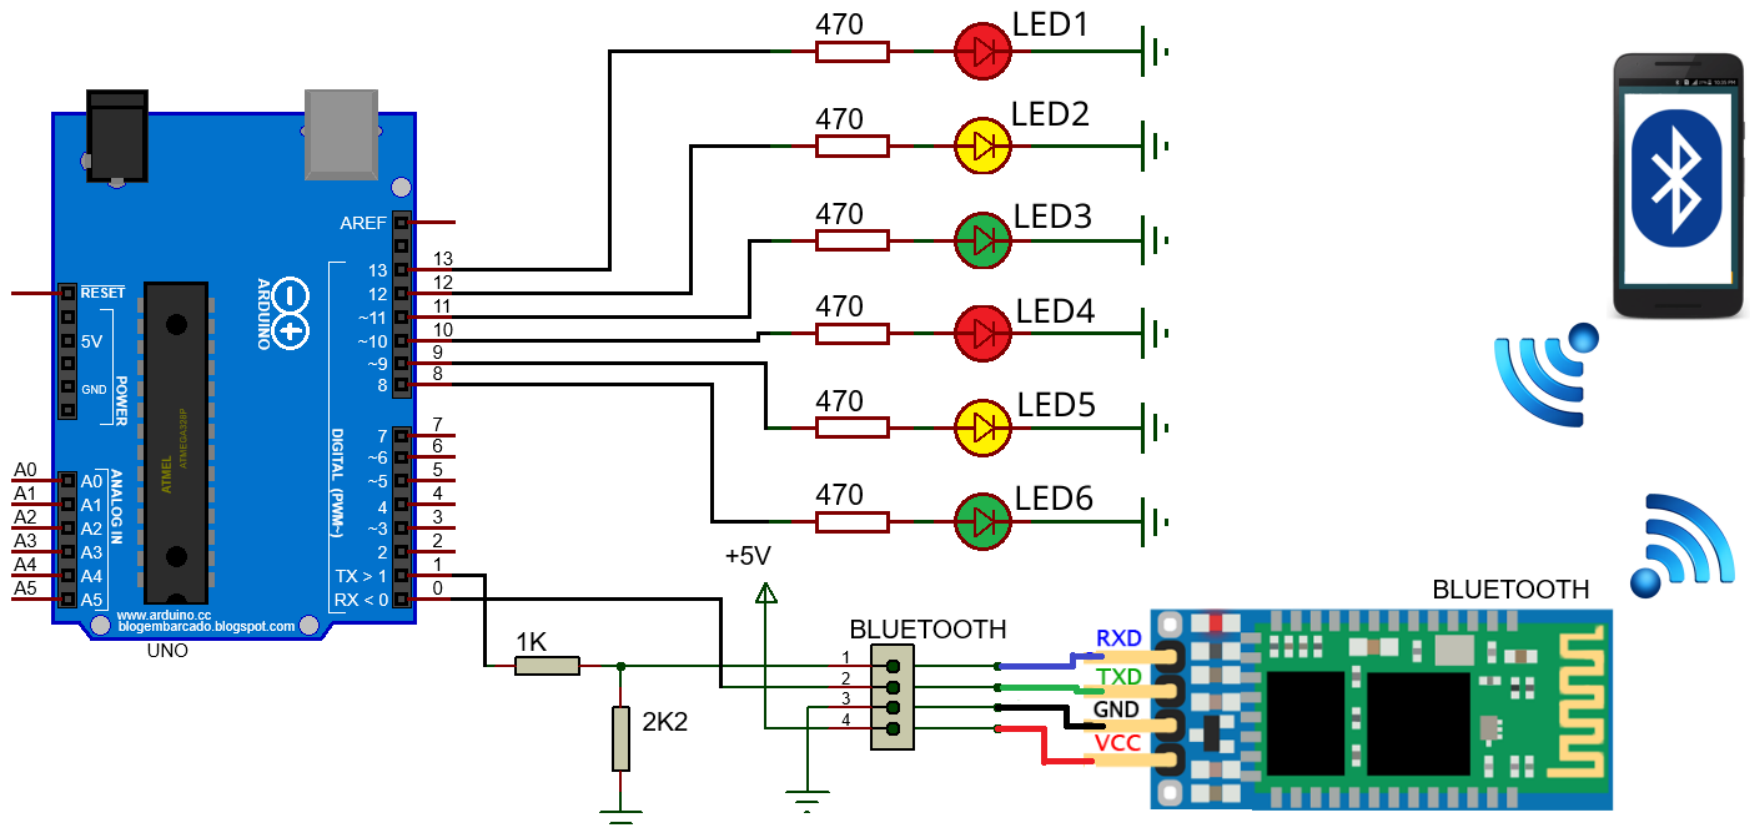 470
LED1
470
LED2
470
LED3
470
LED4
470
LED5
470
LED6
AREF
13
13
12
12
~11
11
~10
10
~9
9
8
8
7
7
~6
6
~5
5
4
4
~3
3
2
2
TX > 1
1
RX < 0
0
DIGITAL (PWM~)
ARDUINO
RESET
5V
GND
POWER
ATMEL
ATMEGA328P
ANALOG IN
A0
A0
A1
A1
A2
A2
A3
A3
A4
A4
A5
A5
www.arduino.cc
blogembarcado.blogspot.com
UNO
1K
2K2
+5V
BLUETOOTH
1
2
3
4
RXD
TXD
GND
VCC
BLUETOOTH